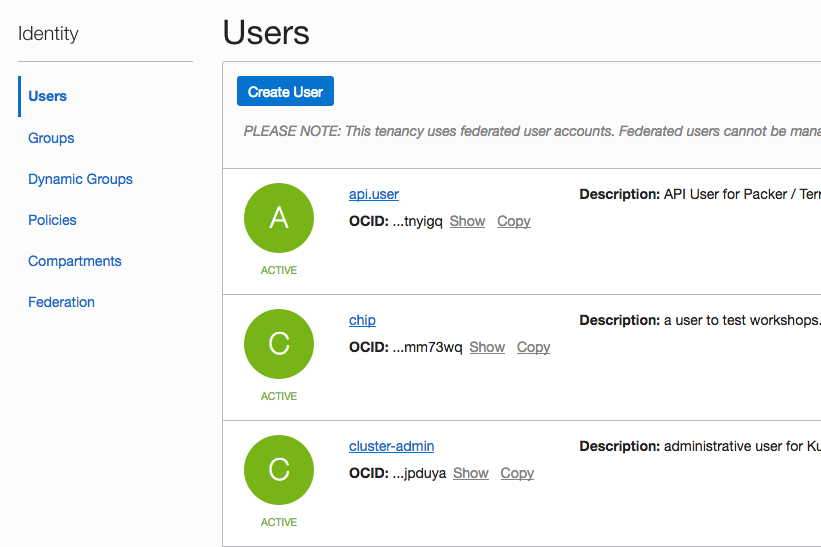 Identity
Users
Groups
Dynamic Groups
Policies
Compartments
Federation
Users
Create User
PLEASE NOTE: This tenancy uses federated user accounts. Federated users cannot be
A
ACTIVE
api.user
OCID: ...tnyigq Show Copy
Description: API User for Packer /
C
ACTIVE
chip
OCID: ...mm73wq Show Copy
Description: a user to test workshops.
C
ACTIVE
cluster-admin
OCID: ...jpduya Show Copy
Description: administrative user for